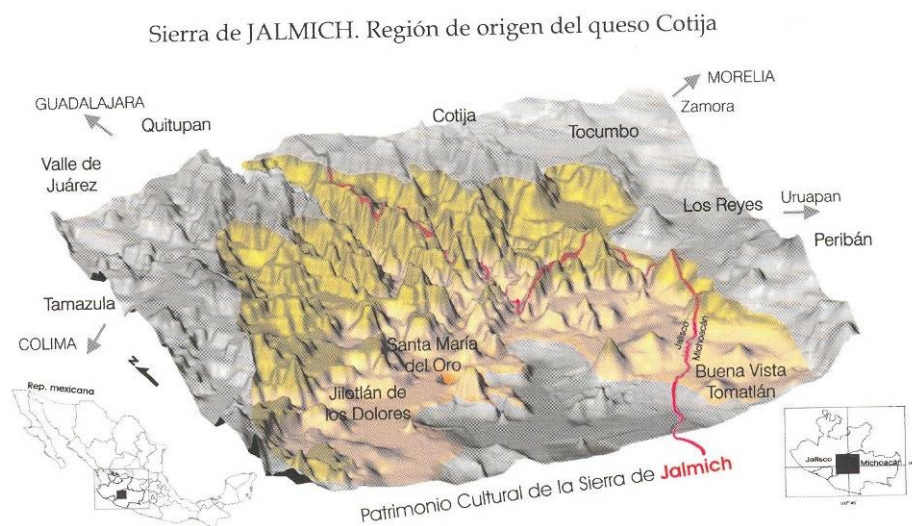 Sierra de JALMICH. Región de origen del queso Cotija
MORELIA
Zamora
GUADALAJARA
Quitupan
Cotija
Tocumbo
Valle de
Juárez
Los Reyes
Uruapan
Peribán
Tamazula
COLIMA
N
Santa María
del Oro
Jalisco
Michoacán
Buena Vista
Tomatlán
Jilotlán de
los Dolores
Rep. mexicana
Jalisco
Michoacán
Patrimonio Cultural de la Sierra de Jalmich